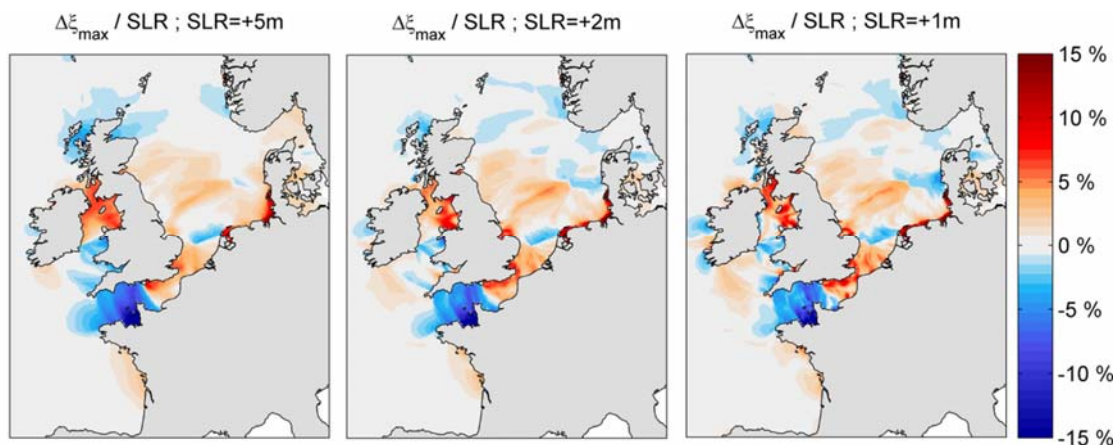 Δξmax / SLR ; SLR=+5m
Δξmax / SLR ; SLR=+2m
Δξmax / SLR ; SLR=+1m
15 %
10 %
5 %
0 %
-5 %
-10 %
-15 %